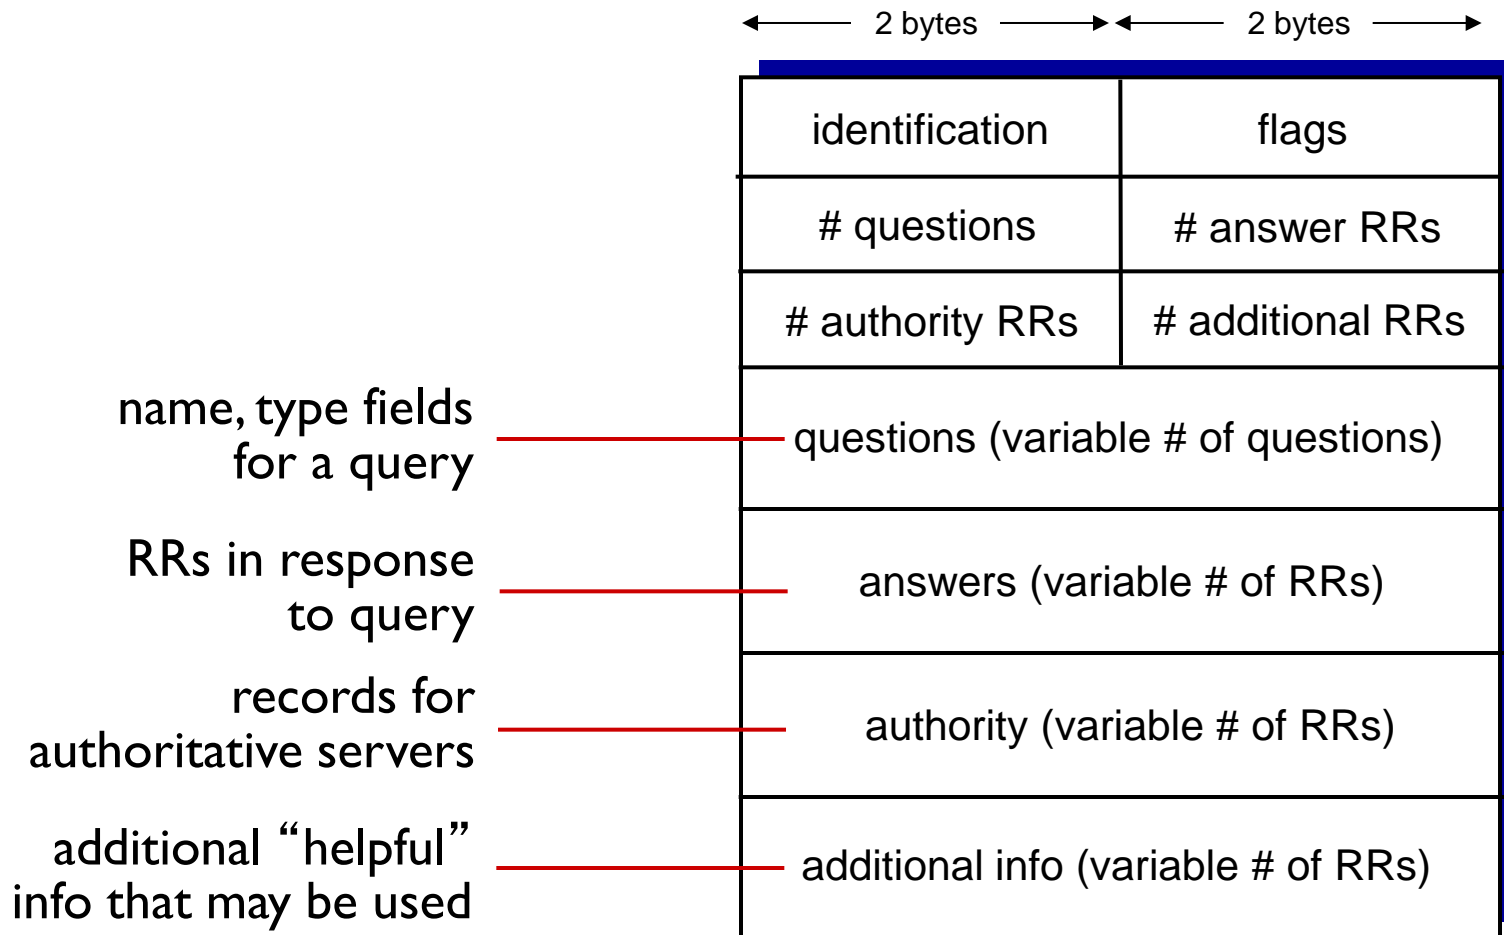 2 bytes 2 bytes
identification flags
# questions # answer RRs
# authority RRs # additional RRs
name, type fields
for a query
questions (variable # of questions)
RRs in response
to query
answers (variable # of RRs)
records for
authoritative servers
authority (variable # of RRs)
additional “helpful”
info that may be used
additional info (variable # of RRs)